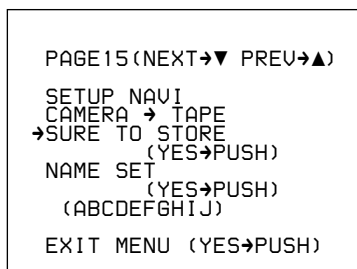 PAGE15(NEXT➔▼ PREV➔▲)
SETUP NAVI
CAMERA ➔ TAPE
➔SURE TO STORE
(YES➔PUSH)
NAME SET
(YES➔PUSH)
(ABCDEFGHIJ)
EXIT MENU (YES➔PUSH)